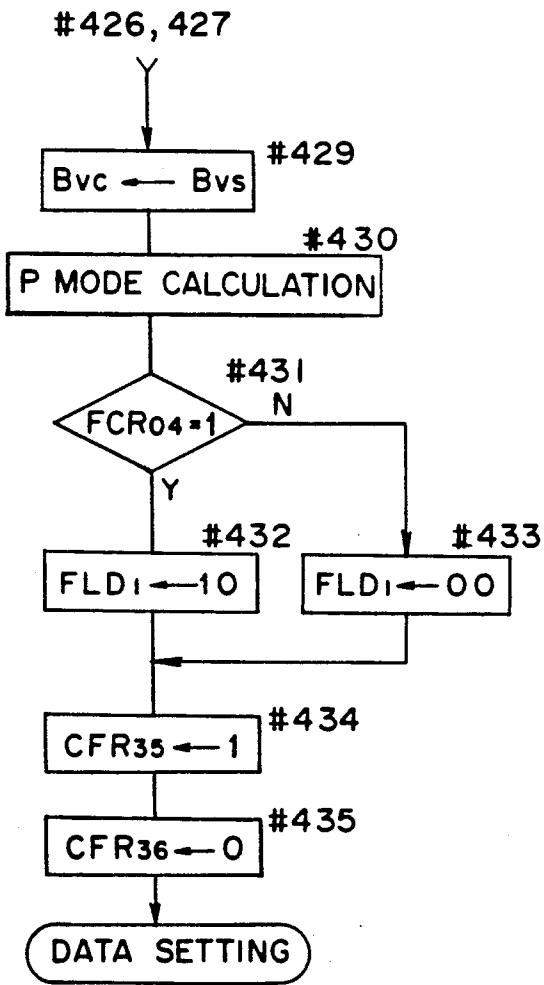 #426, 427
#429
Bvc ← Bvs
#430
P MODE CALCULATION
#431
FCR04=1
N
Y
#432
#433
FLD1 ← 10
FLD1 ← 00
#434
CFR35 ← 1
#435
CFR36 ← 0
DATA SETTING